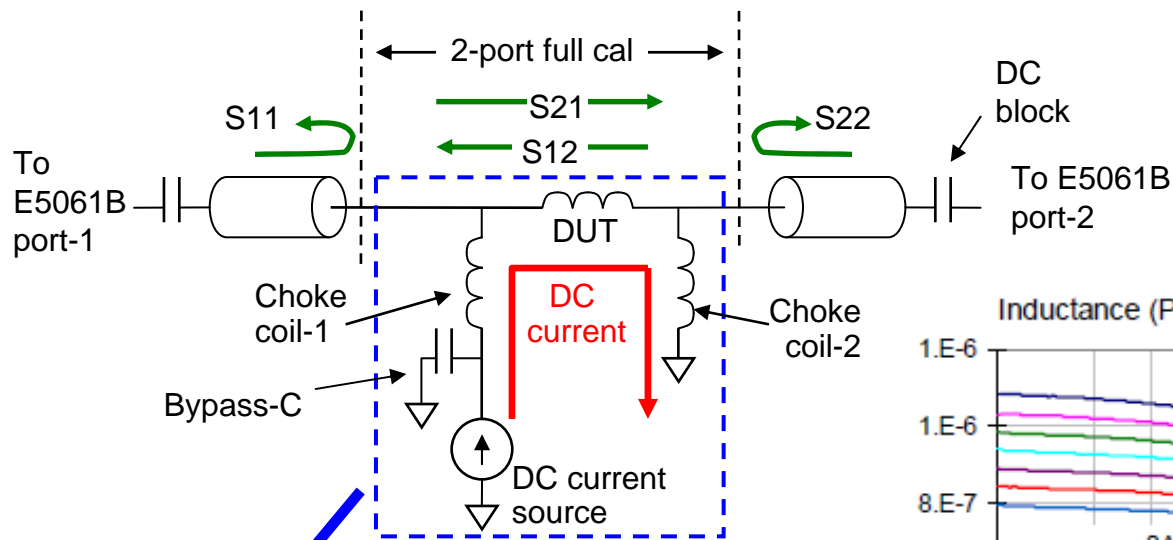 2-port full cal
S21
S12
S11
S22
DC
block
To
E5061B
port-1
To E5061B
port-2
DUT
Choke
coil-1
DC
current
Choke
coil-2
Bypass-C
DC current
source
Inductance (P
1.E-6
1.E-6
8.E-7